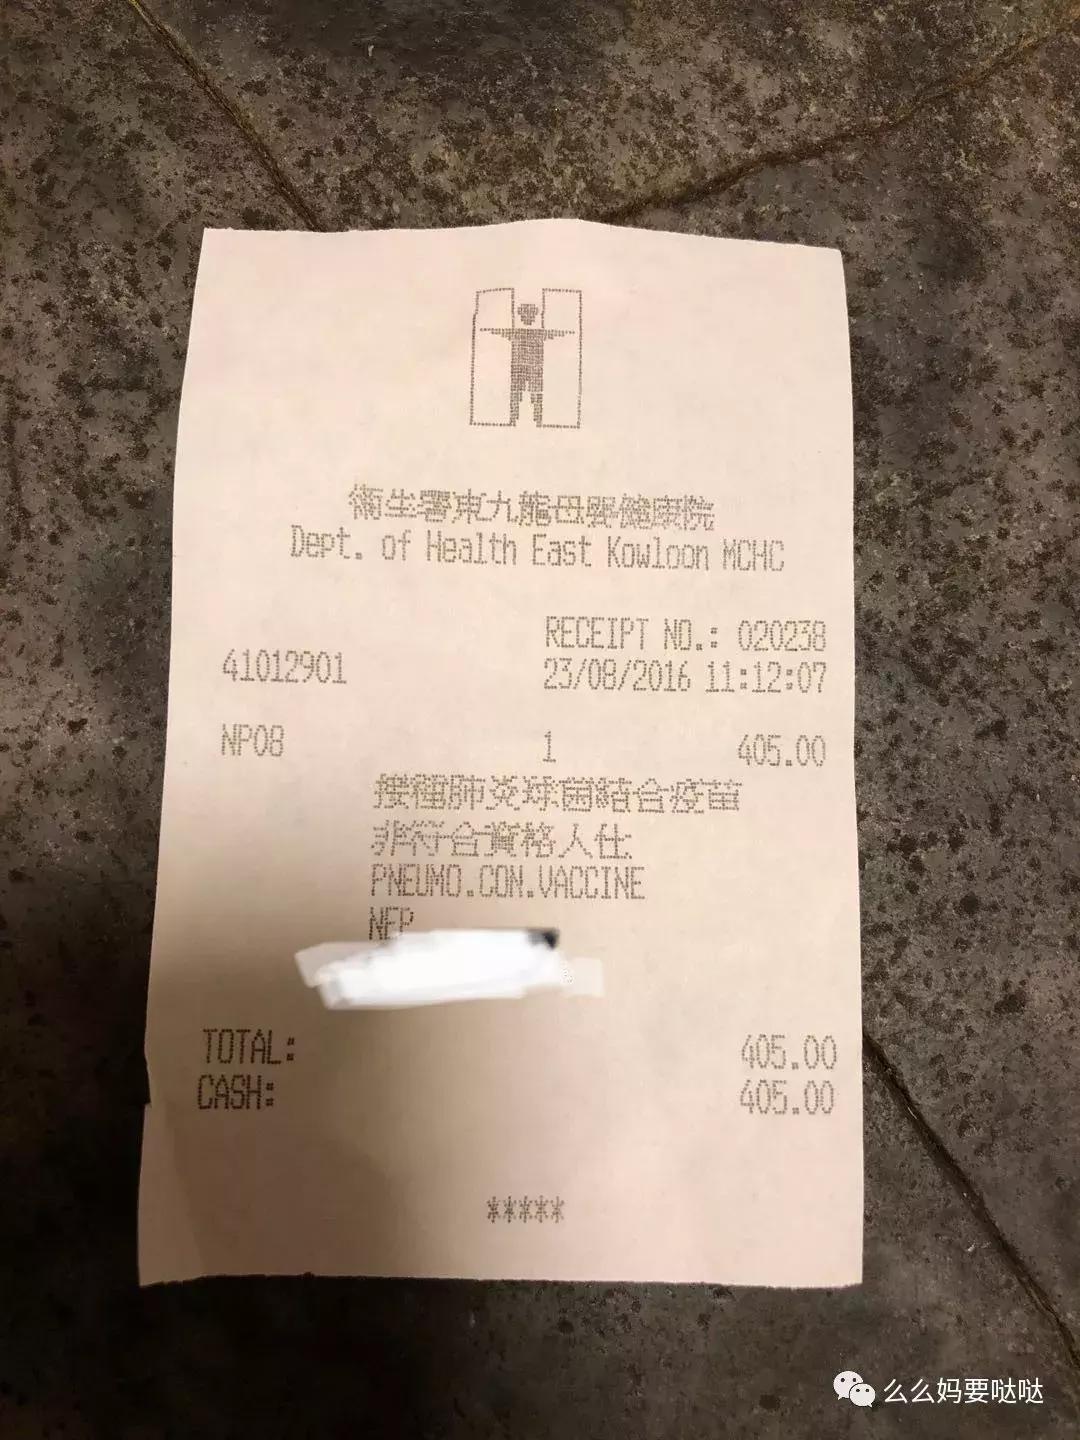 衞生署東九龍母嬰健康院
Dept. of Health East Kowloon MCHC
RECEIPT NO.: 020238
41012901 23/08/2016 11:12:07
NP08 1 405.00
接種肺炎球菌結合疫苗
非符合資格人仕
PNEUMO.CON.VACCINE
NEP
TOTAL: 405.00
CASH: 405.00
*****
么么妈要哒哒